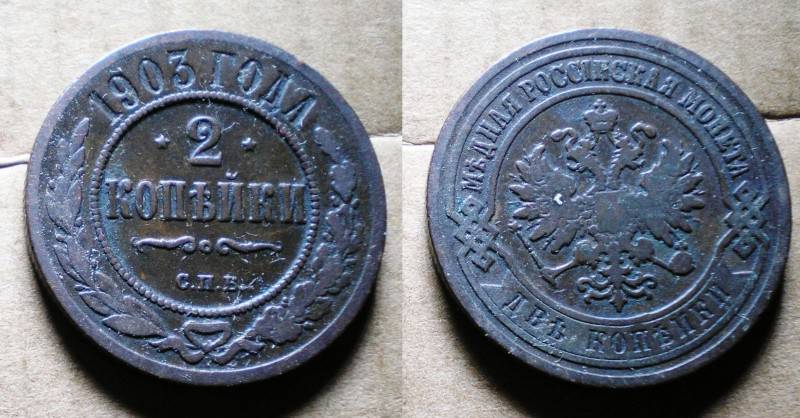 1903 ГОДА
2
КОПѢЙКИ
С.П.Б.
МѢДНАЯ РОССІЙСКАЯ МОНЕТА
ДВѢ КОПѢЙКИ